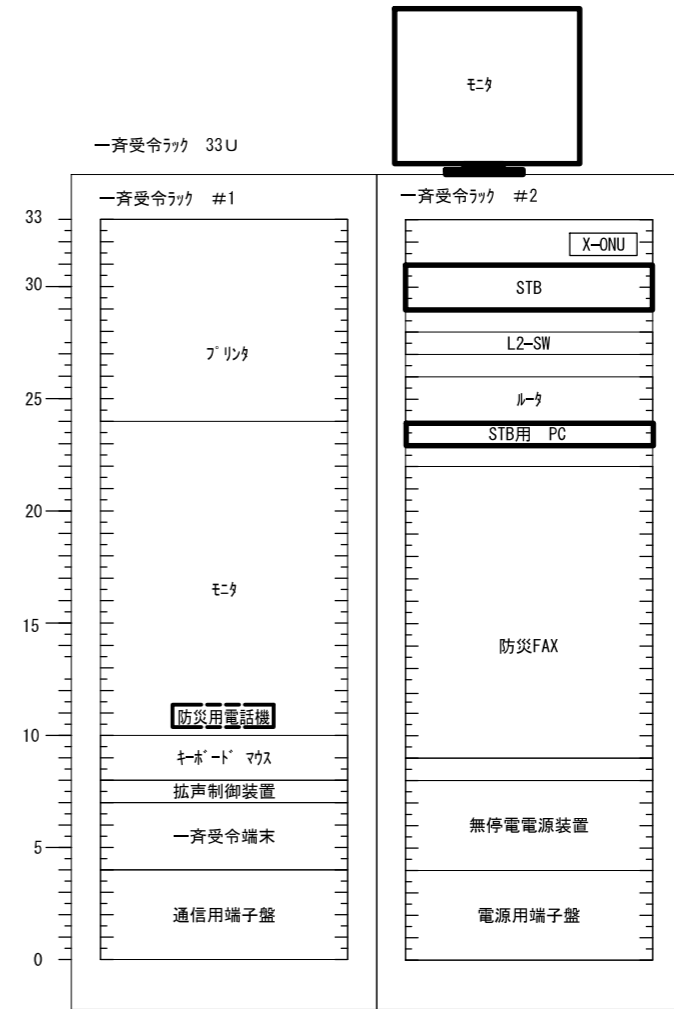 ﾓﾆﾀ
一斉受令ﾗｯｸ 33U
一斉受令ﾗｯｸ #1
一斉受令ﾗｯｸ #2
33
30
25
20
15
10
5
0
ﾌﾟﾘﾝﾀ
ﾓﾆﾀ
防災用電話機
ｷｰﾎﾞｰﾄﾞ ﾏｳｽ
拡声制御装置
一斉受令端末
通信用端子盤
X-ONU
STB
L2-SW
ﾙｰﾀ
STB用 PC
防災FAX
無停電電源装置
電源用端子盤